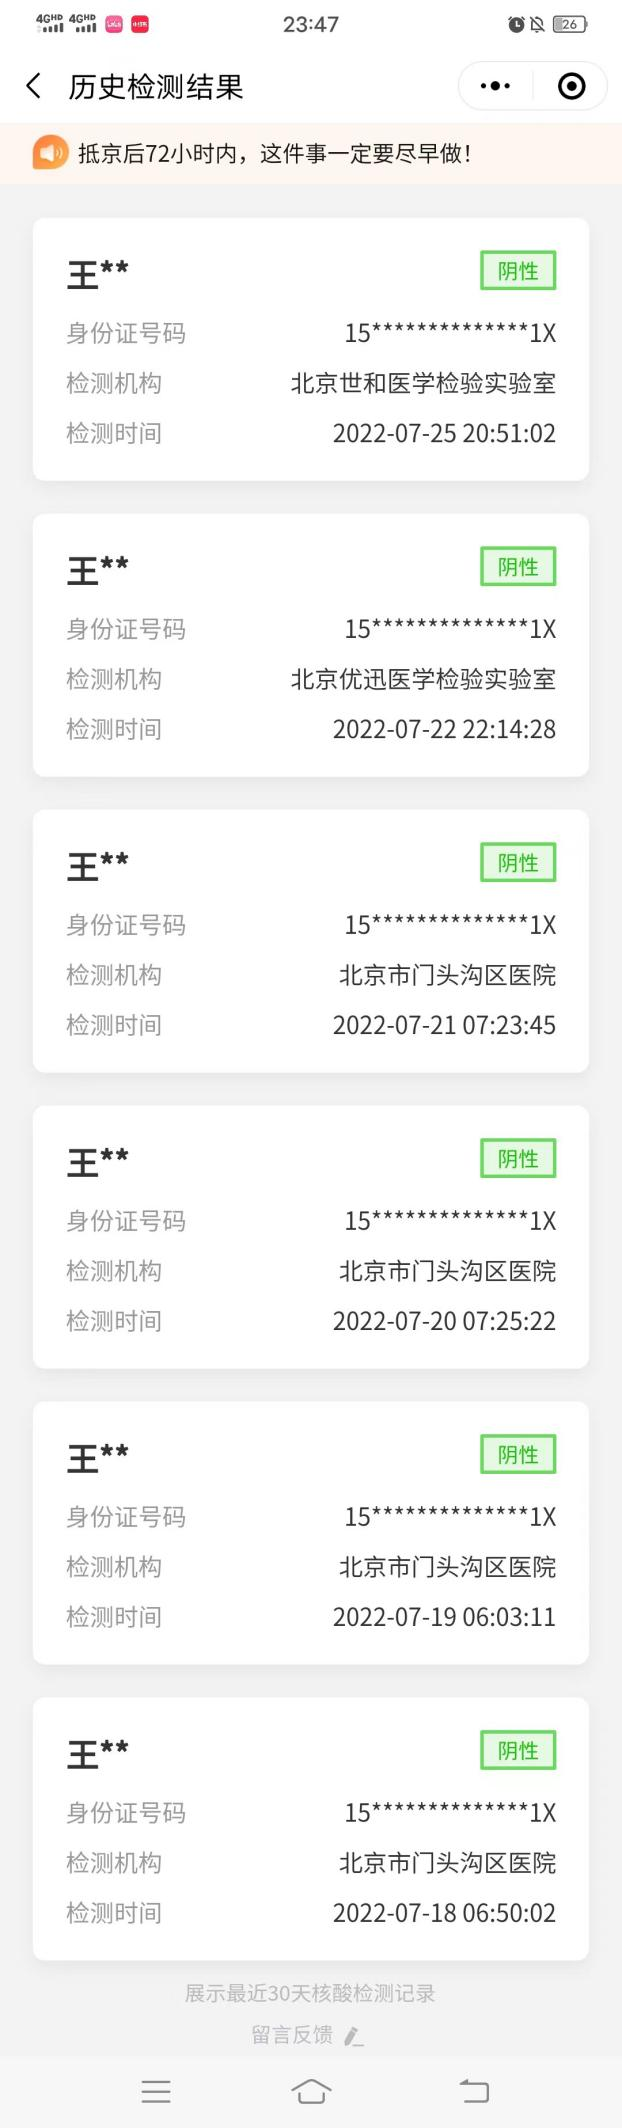 4GHD 4GHD 23:47 26
历史检测结果
抵京后72小时内，这件事一定要尽早做！
王** 阴性
身份证号码 15*************1X
检测机构 北京世和医学检验实验室
检测时间 2022-07-25 20:51:02
王** 阴性
身份证号码 15*************1X
检测机构 北京优迅医学检验实验室
检测时间 2022-07-22 22:14:28
王** 阴性
身份证号码 15*************1X
检测机构 北京市门头沟区医院
检测时间 2022-07-21 07:23:45
王** 阴性
身份证号码 15*************1X
检测机构 北京市门头沟区医院
检测时间 2022-07-20 07:25:22
王** 阴性
身份证号码 15*************1X
检测机构 北京市门头沟区医院
检测时间 2022-07-19 06:03:11
王** 阴性
身份证号码 15*************1X
检测机构 北京市门头沟区医院
检测时间 2022-07-18 06:50:02
展示最近30天核酸检测记录
留言反馈